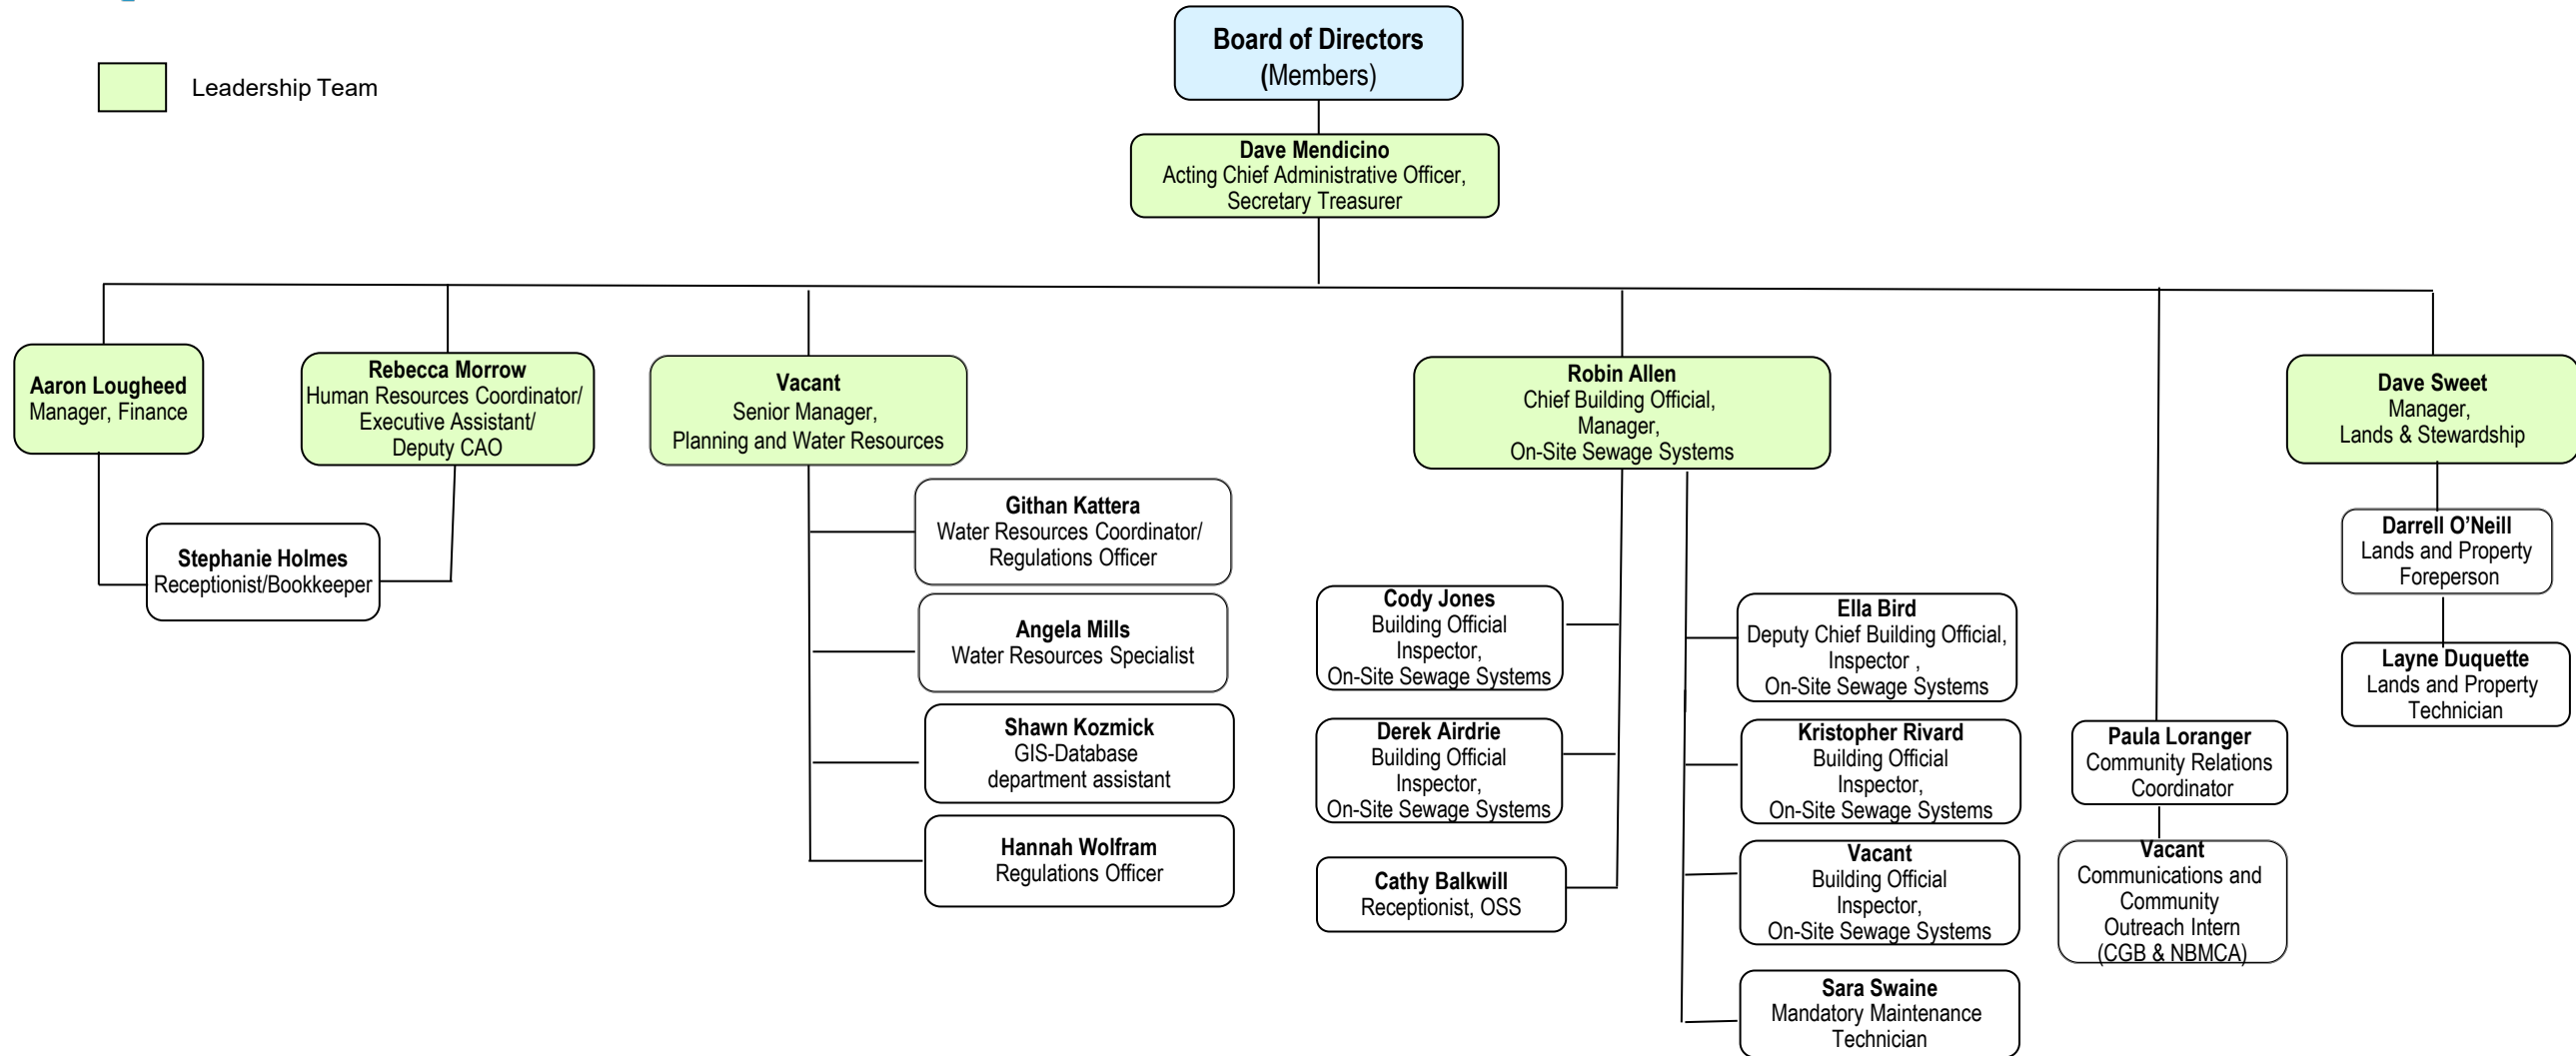 Board of Directors
(Members)
Leadership Team
Dave Mendicino
Acting Chief Administrative Officer,
Secretary Treasurer
Aaron Lougheed
Manager, Finance
Rebecca Morrow
Human Resources Coordinator/
Executive Assistant/
Deputy CAO
Stephanie Holmes
Receptionist/Bookkeeper
Vacant
Senior Manager,
Planning and Water Resources
Githan Kattera
Water Resources Coordinator/
Regulations Officer
Angela Mills
Water Resources Specialist
Shawn Kozmick
GIS-Database
department assistant
Hannah Wolfram
Regulations Officer
Robin Allen
Chief Building Official,
Manager,
On-Site Sewage Systems
Cody Jones
Building Official
Inspector,
On-Site Sewage Systems
Derek Airdrie
Building Official
Inspector,
On-Site Sewage Systems
Cathy Balkwill
Receptionist, OSS
Ella Bird
Deputy Chief Building Official,
Inspector ,
On-Site Sewage Systems
Kristopher Rivard
Building Official
Inspector,
On-Site Sewage Systems
Vacant
Building Official
Inspector,
On-Site Sewage Systems
Sara Swaine
Mandatory Maintenance
Technician
Paula Loranger
Community Relations
Coordinator
Vacant
Communications and
Community
Outreach Intern
(CGB & NBMCA)
Dave Sweet
Manager,
Lands & Stewardship
Darrell O’Neill
Lands and Property
Foreperson
Layne Duquette
Lands and Property
Technician